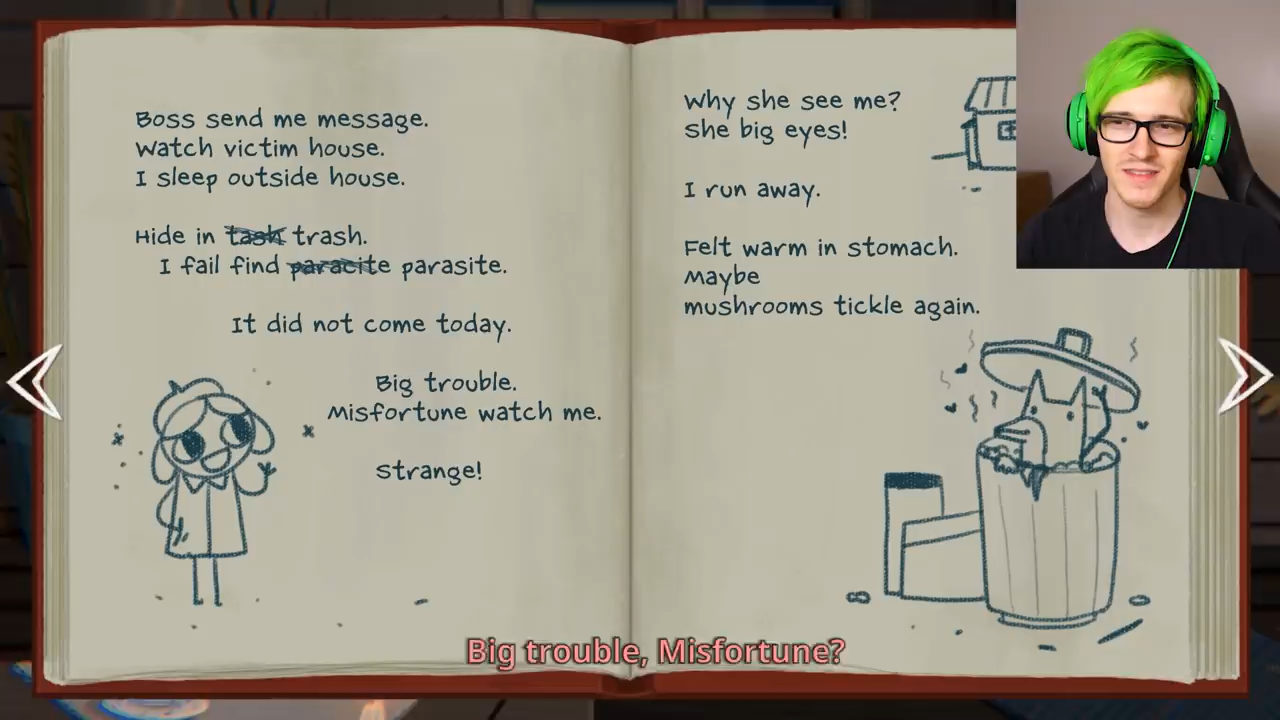 Boss send me message.
Watch victim house.
I sleep outside house.
Hide in tash trash.
I fail find paracite parasite.
It did not come today.
Big trouble.
Misfortune watch me.
strange!
Why she see me?
she big eyes!
I run away.
Felt warm in stomach.
Maybe
mushrooms tickle again.
Big trouble, Misfortune?